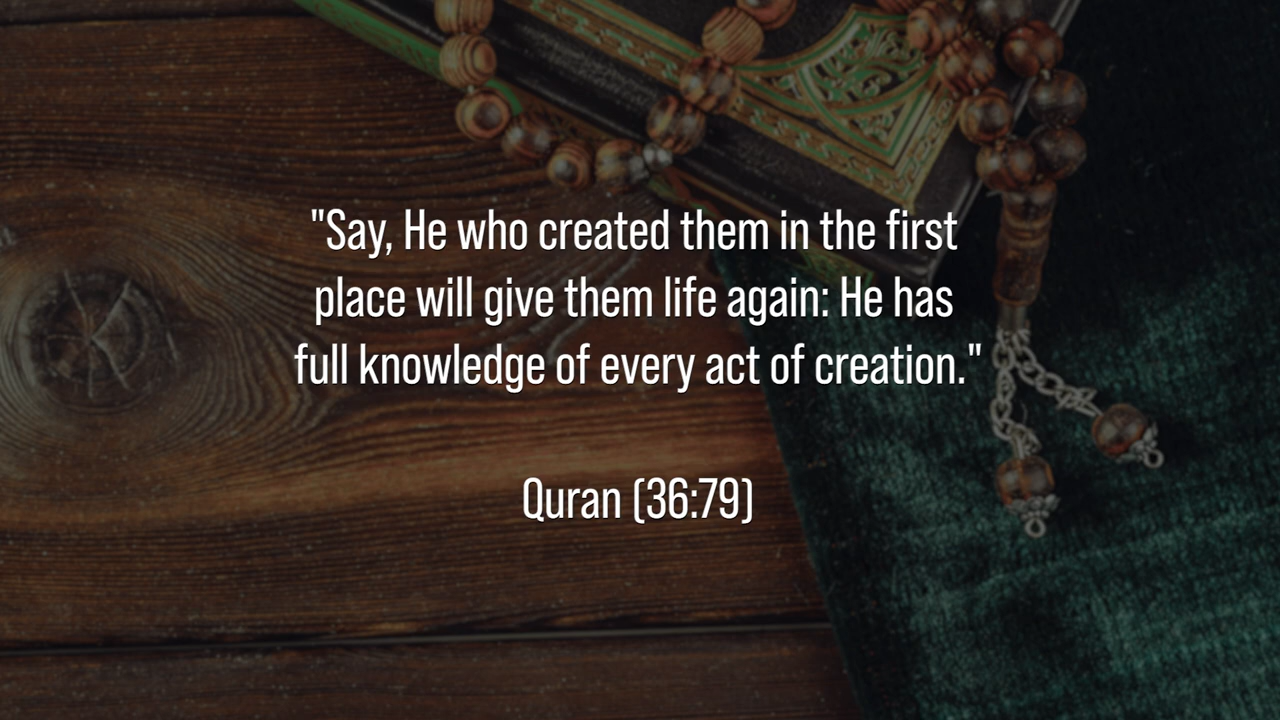 "Say, He who created them in the first
place will give them life again: He has
full knowledge of every act of creation."
Quran (36:79)